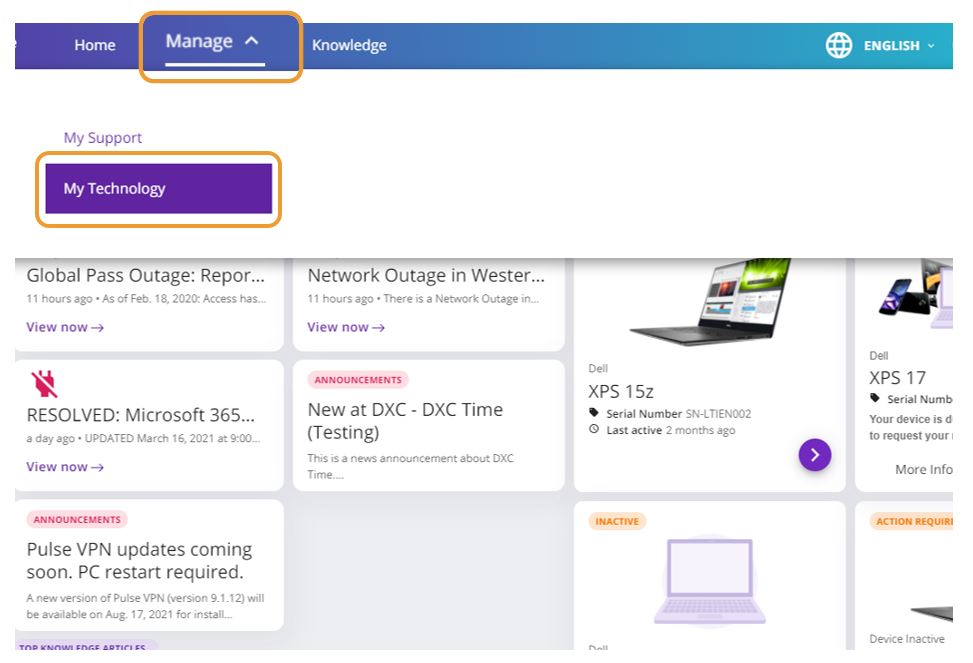 Home
Manage
Knowledge
ENGLISH
My Support
My Technology
Global Pass Outage: Repor...
11 hours ago • As of Feb. 18, 2020: Access has...
View now
Network Outage in Wester...
11 hours ago • There is a Network Outage in...
View now
RESOLVED: Microsoft 365...
a day ago • UPDATED March 16, 2021 at 9:00...
View now
ANNOUNCEMENTS
New at DXC - DXC Time
(Testing)
This is a news announcement about DXC
Time....
ANNOUNCEMENTS
Pulse VPN updates coming
soon. PC restart required.
A new version of Pulse VPN (version 9.1.12) will
be available on Aug. 17, 2021 for install...
TOP KNOWLEDGE ARTICLES
Dell
XPS 15z
Serial Number SN-LTIEN002
Last active 2 months ago
INACTIVE
Dell
Dell
XPS 17
Serial Numb
Your device is d
to request your
More Info
ACTION REQUIRE
Device Inactive